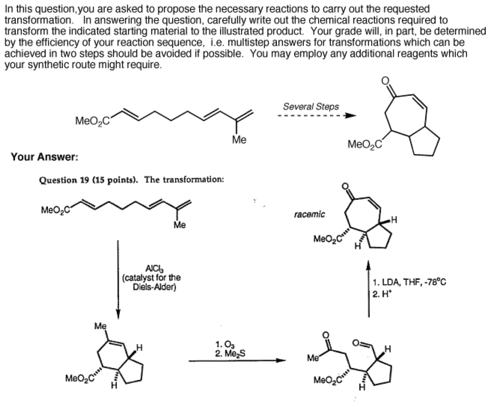 In this question,you are asked to propose the necessary reactions to carry out the requested
transformation. In answering the question, carefully write out the chemical reactions required to
transform the indicated starting material to the illustrated product. Your grade will, in part, be determined
by the efficiency of your reaction sequence, i.e. multistep answers for transformations which can be
achieved in two steps should be avoided if possible. You may employ any additional reagents which
your synthetic route might require.
O
Several Steps
MeO₂C
Me
MeO₂C
Your Answer:
Question 19 (15 points). The transformation:
O
MeO₂C
Me
racemic
H
MeO₂C
H
AlCl₃
(catalyst for the
Diels-Alder)
1. LDA, THF, -78°C
2. H⁺
Me
H
MeO₂C
H
1. O₃
2. Me₂S
O
O
H
Me
MeO₂C
H